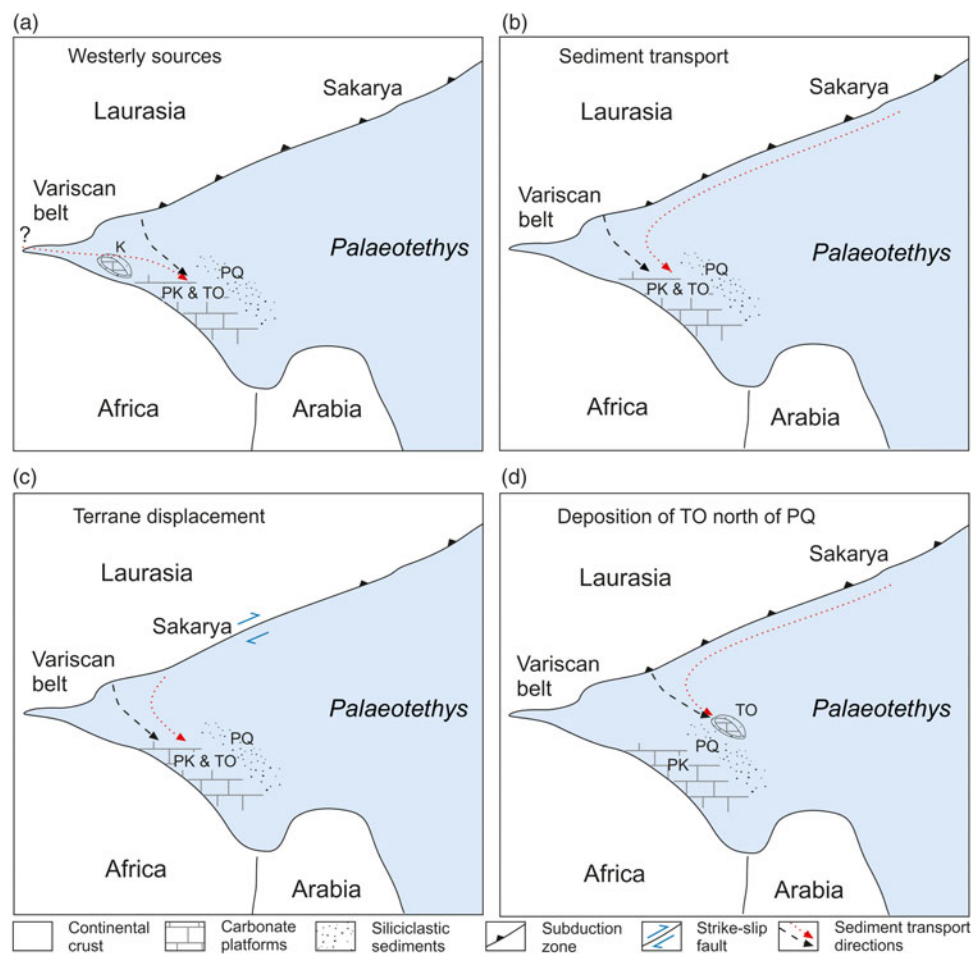 (a)
Westerly sources
Sakarya
Laurasia
Variscan
belt
?
K
Palaeotethys
PQ
PK & TO
Africa
Arabia
(b)
Sediment transport
Sakarya
Laurasia
Variscan
belt
Palaeotethys
PQ
PK & TO
Africa
Arabia
(c)
Terrane displacement
Laurasia
Sakarya
Variscan
belt
Palaeotethys
PQ
PK & TO
Africa
Arabia
(d)
Deposition of TO north of PQ
Sakarya
Laurasia
Variscan
belt
TO
Palaeotethys
PQ
PK
Africa
Arabia
Continental
crust
Carbonate
platforms
Siliciclastic
sediments
Subduction
zone
Strike-slip
fault
Sediment transport
directions